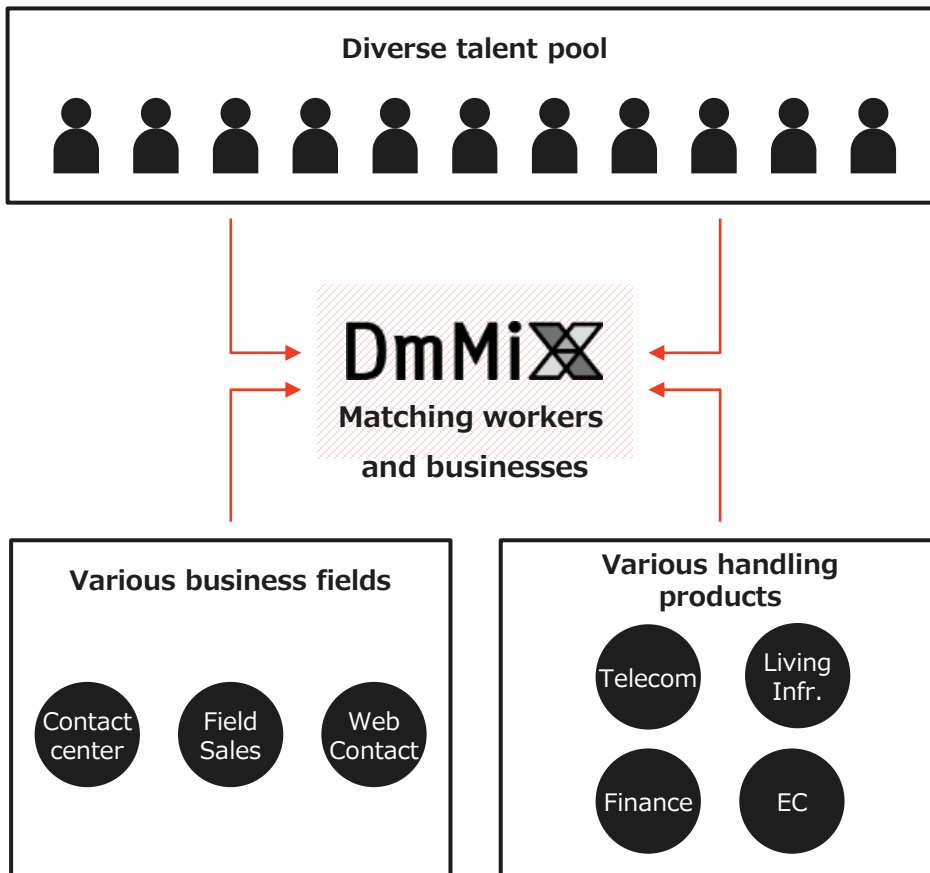 Diverse talent pool
DmMiX
Matching workers
and businesses
Various business fields
Contact
center
Field
Sales
Web
Contact
Various handling
products
Telecom
Living
Infr.
Finance
EC